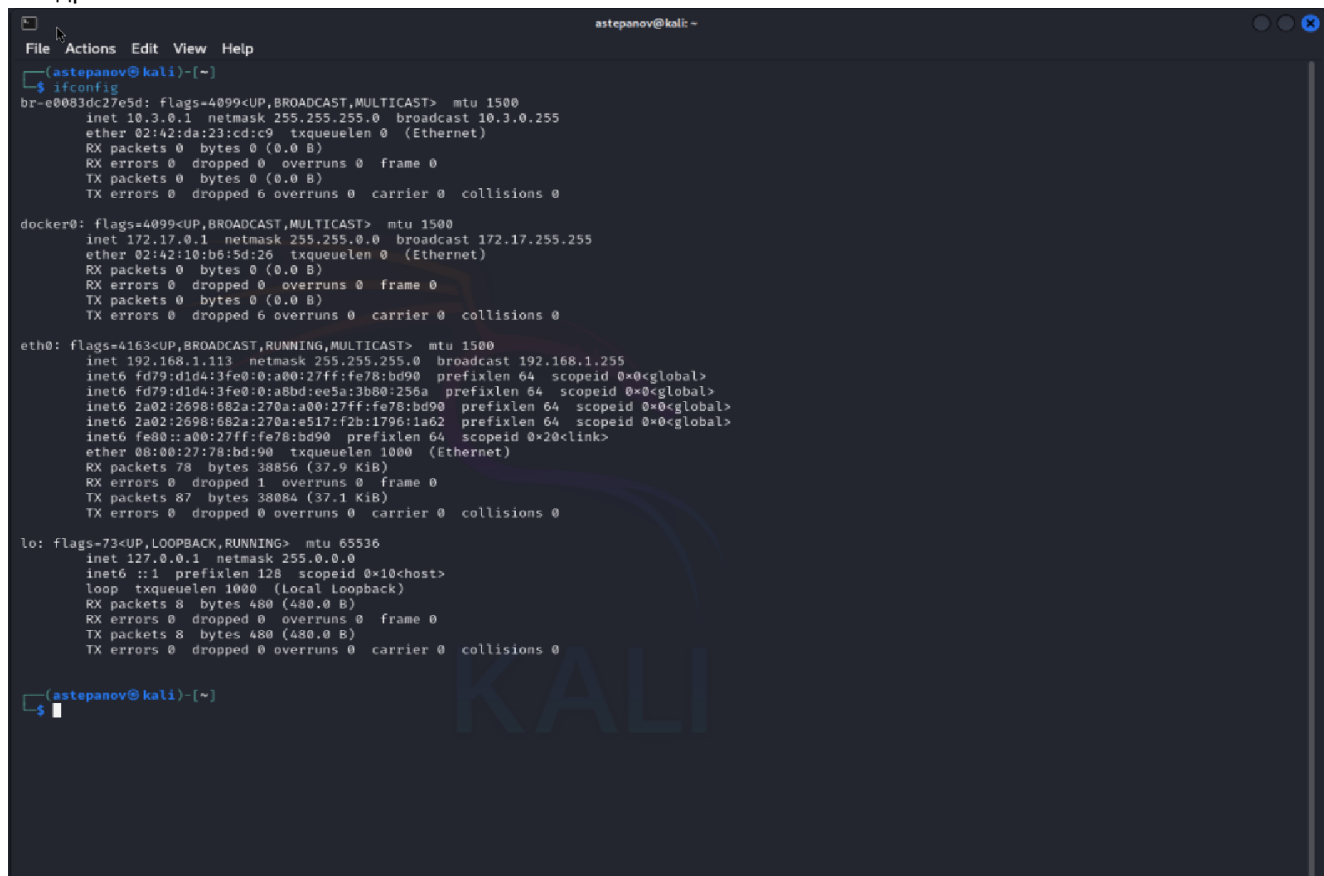 astepanov@kali: ~
File Actions Edit View Help
(astepanov㉿kali)-[~]
$ ifconfig
br-e0083dc27e5d: flags=4099<UP,BROADCAST,MULTICAST>  mtu 1500
inet 10.3.0.1  netmask 255.255.255.0  broadcast 10.3.0.255
ether 02:42:da:23:cd:c9  txqueuelen 0  (Ethernet)
RX packets 0  bytes 0 (0.0 B)
RX errors 0  dropped 0  overruns 0  frame 0
TX packets 0  bytes 0 (0.0 B)
TX errors 0  dropped 6 overruns 0  carrier 0  collisions 0
docker0: flags=4099<UP,BROADCAST,MULTICAST>  mtu 1500
inet 172.17.0.1  netmask 255.255.0.0  broadcast 172.17.255.255
ether 02:42:10:b6:5d:26  txqueuelen 0  (Ethernet)
RX packets 0  bytes 0 (0.0 B)
RX errors 0  dropped 0  overruns 0  frame 0
TX packets 0  bytes 0 (0.0 B)
TX errors 0  dropped 6 overruns 0  carrier 0  collisions 0
eth0: flags=4163<UP,BROADCAST,RUNNING,MULTICAST>  mtu 1500
inet 192.168.1.113  netmask 255.255.255.0  broadcast 192.168.1.255
inet6 fd79:d1d4:3fe0:0:a00:27ff:fe78:bd90  prefixlen 64  scopeid 0×0<global>
inet6 fd79:d1d4:3fe0:0:a8bd:ee5a:3b80:256a  prefixlen 64  scopeid 0×0<global>
inet6 2a02:2698:682a:270a:a00:27ff:fe78:bd90  prefixlen 64  scopeid 0×0<global>
inet6 2a02:2698:682a:270a:e517:f2b:1796:1a62  prefixlen 64  scopeid 0×0<global>
inet6 fe80::a00:27ff:fe78:bd90  prefixlen 64  scopeid 0×20<link>
ether 08:00:27:78:bd:90  txqueuelen 1000  (Ethernet)
RX packets 78  bytes 38856 (37.9 KiB)
RX errors 0  dropped 1  overruns 0  frame 0
TX packets 87  bytes 38084 (37.1 KiB)
TX errors 0  dropped 0 overruns 0  carrier 0  collisions 0
lo: flags=73<UP,LOOPBACK,RUNNING>  mtu 65536
inet 127.0.0.1  netmask 255.0.0.0
inet6 ::1  prefixlen 128  scopeid 0×10<host>
loop  txqueuelen 1000  (Local Loopback)
RX packets 8  bytes 480 (480.0 B)
RX errors 0  dropped 0  overruns 0  frame 0
TX packets 8  bytes 480 (480.0 B)
TX errors 0  dropped 0 overruns 0  carrier 0  collisions 0
(astepanov㉿kali)-[~]
$
KALI